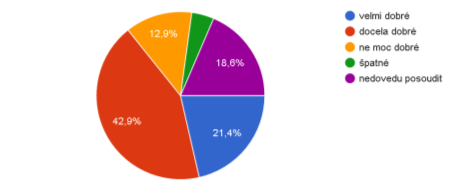 velmi dobré
docela dobré
ne moc dobré
špatné
nedovedu posoudit
12,9%
18,6%
42,9%
21,4%